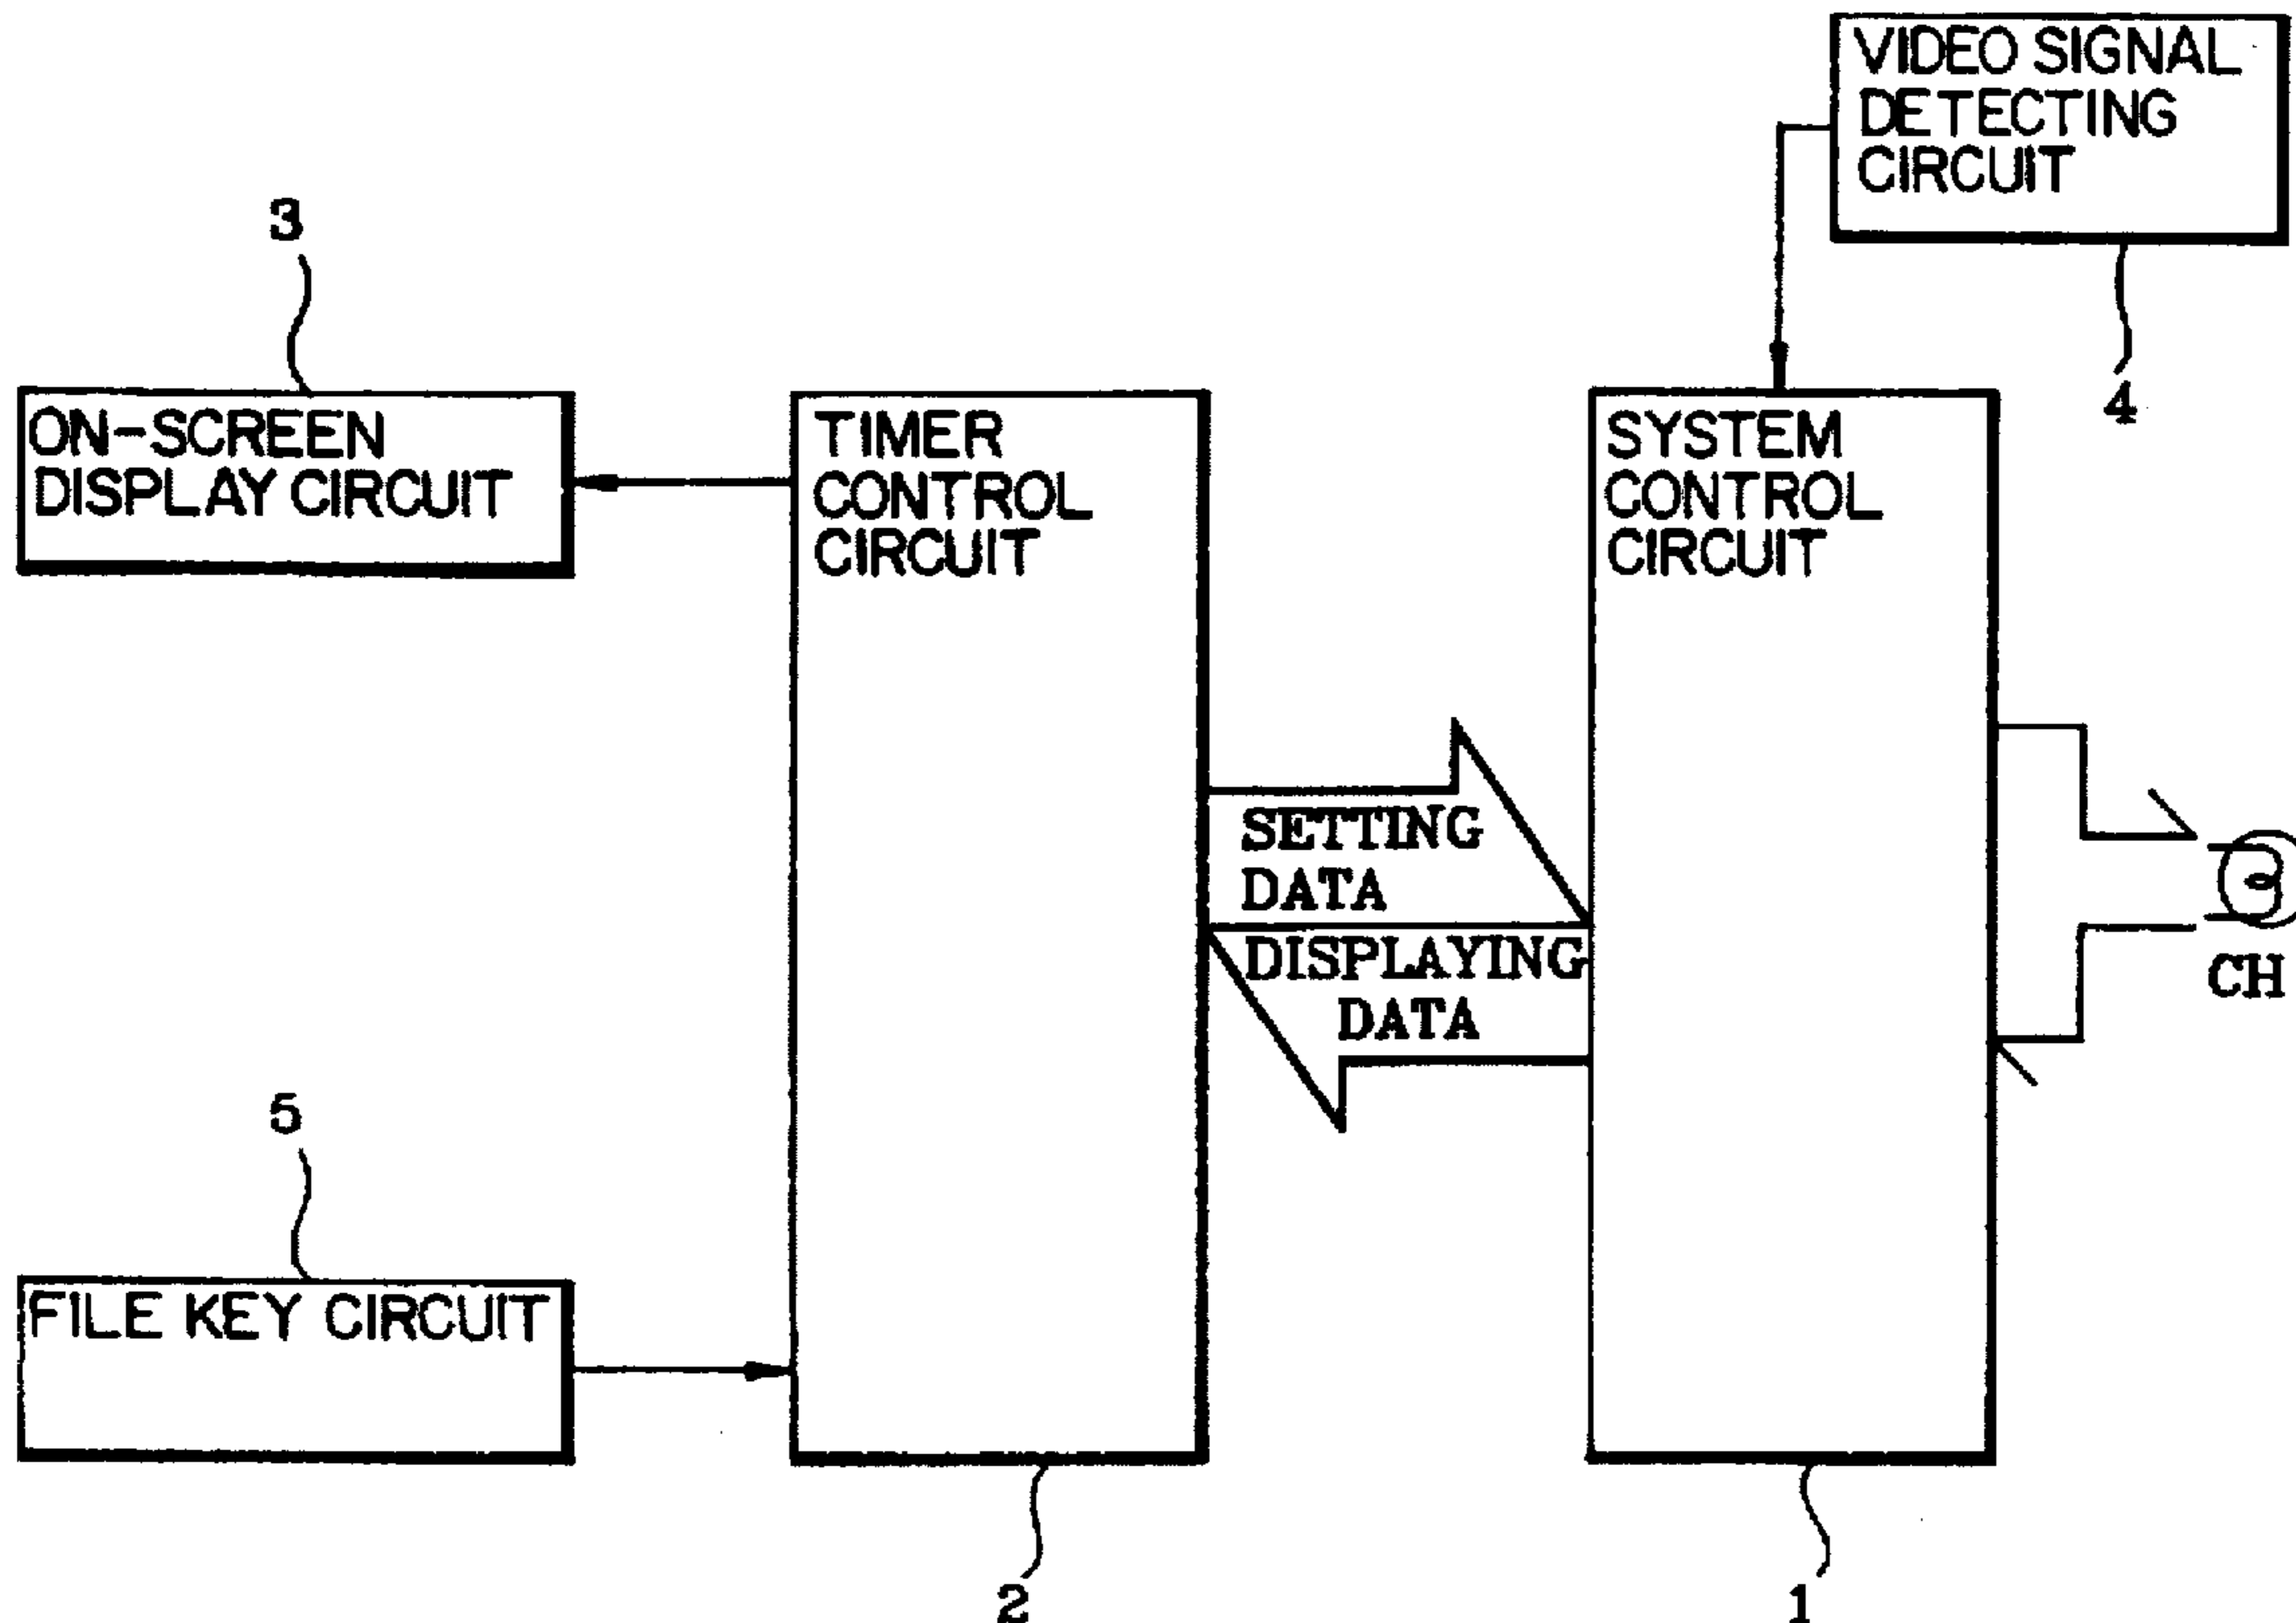 VIDEO SIGNAL
DETECTING
CIRCUIT
4
3
ON-SCREEN
DISPLAY CIRCUIT
TIMER
CONTROL
CIRCUIT
SYSTEM
CONTROL
CIRCUIT
SETTING
DATA
DISPLAYING
DATA
CH
5
FILE KEY CIRCUIT
2
1